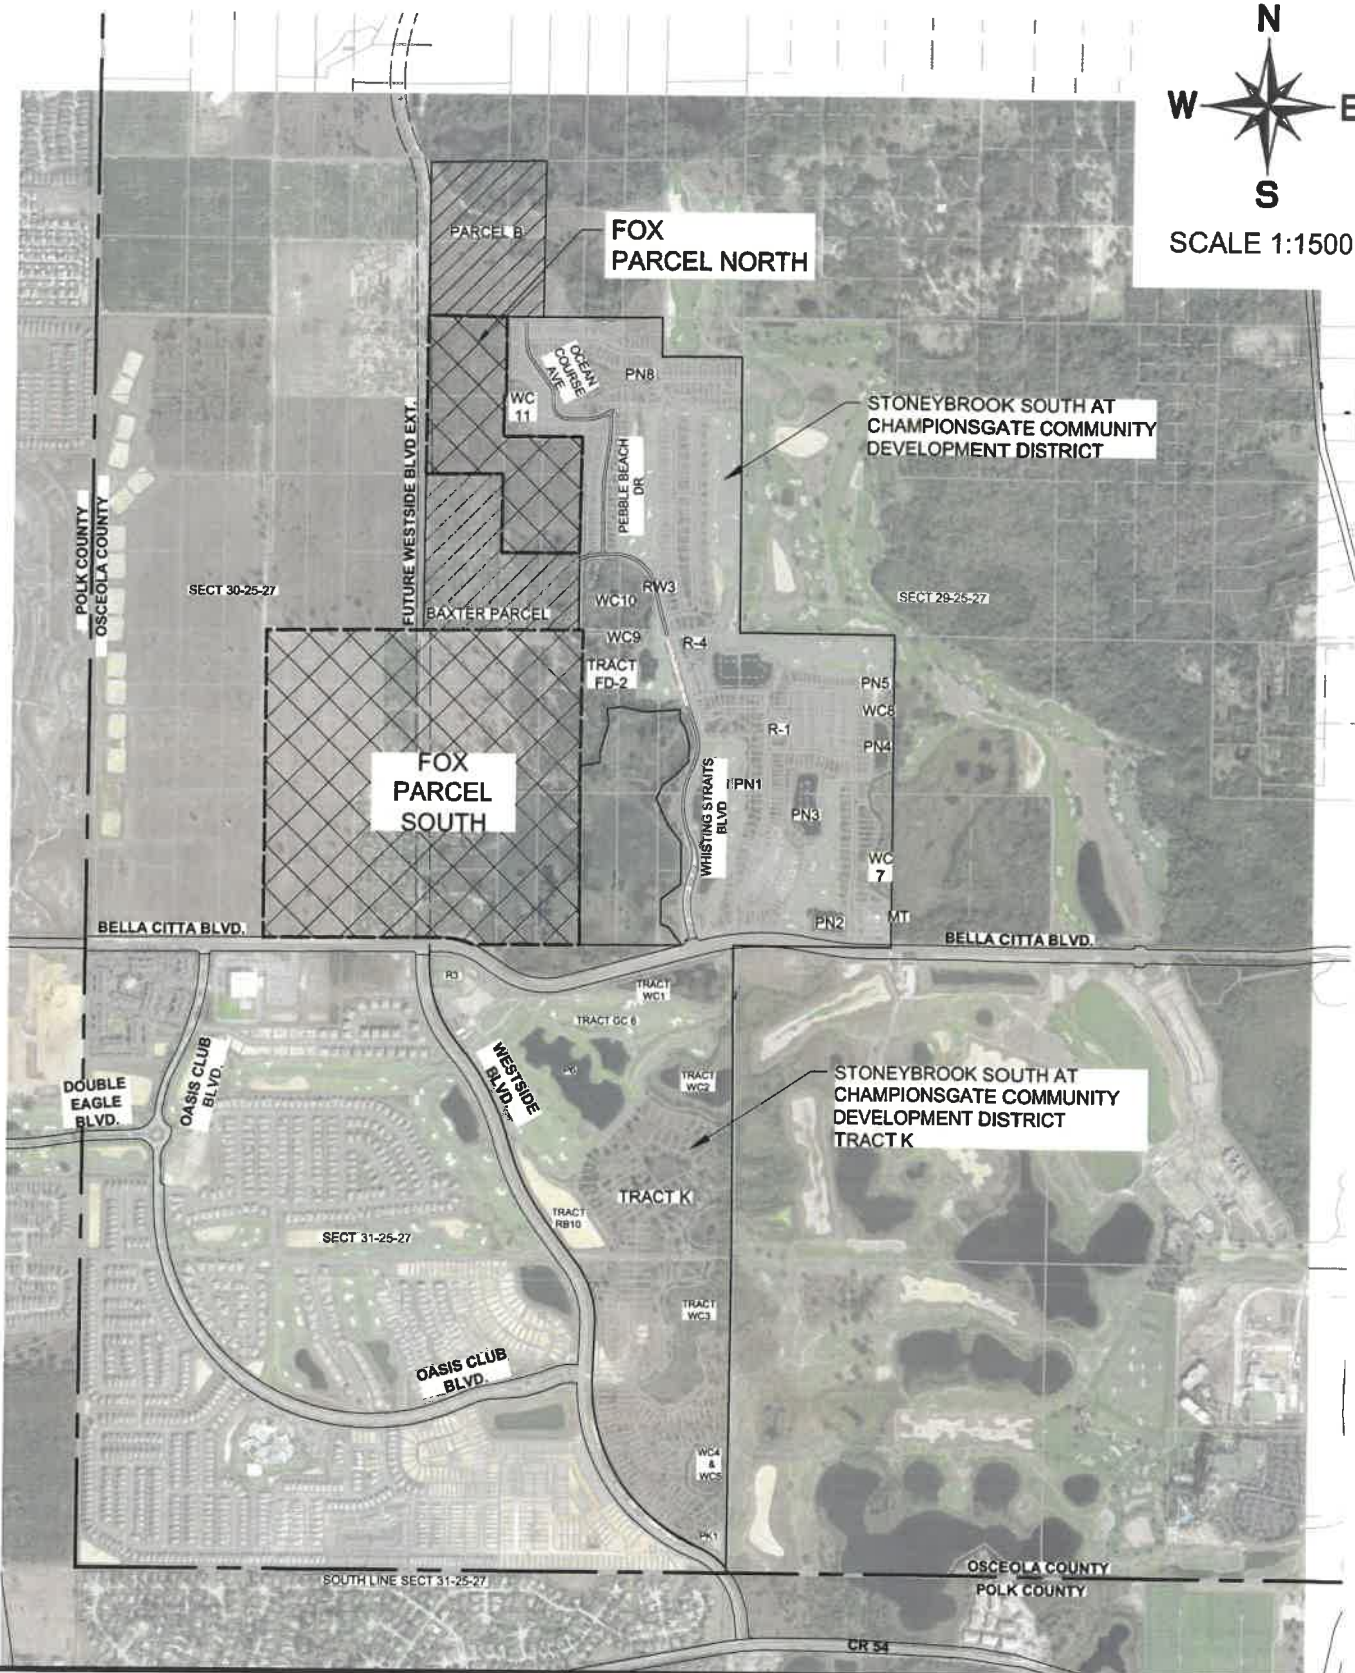 N
W
E
S
SCALE 1:1500
PARCEL B
FOX
PARCEL NORTH
OCEAN
COURSE
AVE
PN8
WC
11
STONEYBROOK SOUTH AT
CHAMPIONSGATE COMMUNITY
DEVELOPMENT DISTRICT
FUTURE WESTSIDE BLVD EXT.
PEBBLE BEACH
DR
POLK COUNTY
OSCEOLA COUNTY
SECT 30-25-27
RW3
WC10
SECT 29-25-27
BAXTER PARCEL
WC9
R-4
TRACT
FD-2
PN5
WC8
R-1
PN4
FOX
PARCEL
SOUTH
WHISTING STRAITS
BLVD
PN1
PN3
WC
7
PN2
MT
BELLA CITTA BLVD.
BELLA CITTA BLVD.
R3
TRACT
WC1
TRACT GC 6
WESTSIDE
BLVD.
OASIS CLUB
BLVD.
DOUBLE
EAGLE
BLVD.
TRACT
WC2
STONEYBROOK SOUTH AT
CHAMPIONSGATE COMMUNITY
DEVELOPMENT DISTRICT
TRACT K
TRACT K
TRACT
RB10
SECT 31-25-27
TRACT
WC3
OASIS CLUB
BLVD.
WC4
&
WC5
PK1
OSCEOLA COUNTY
POLK COUNTY
SOUTH LINE SECT 31-25-27
CR 54